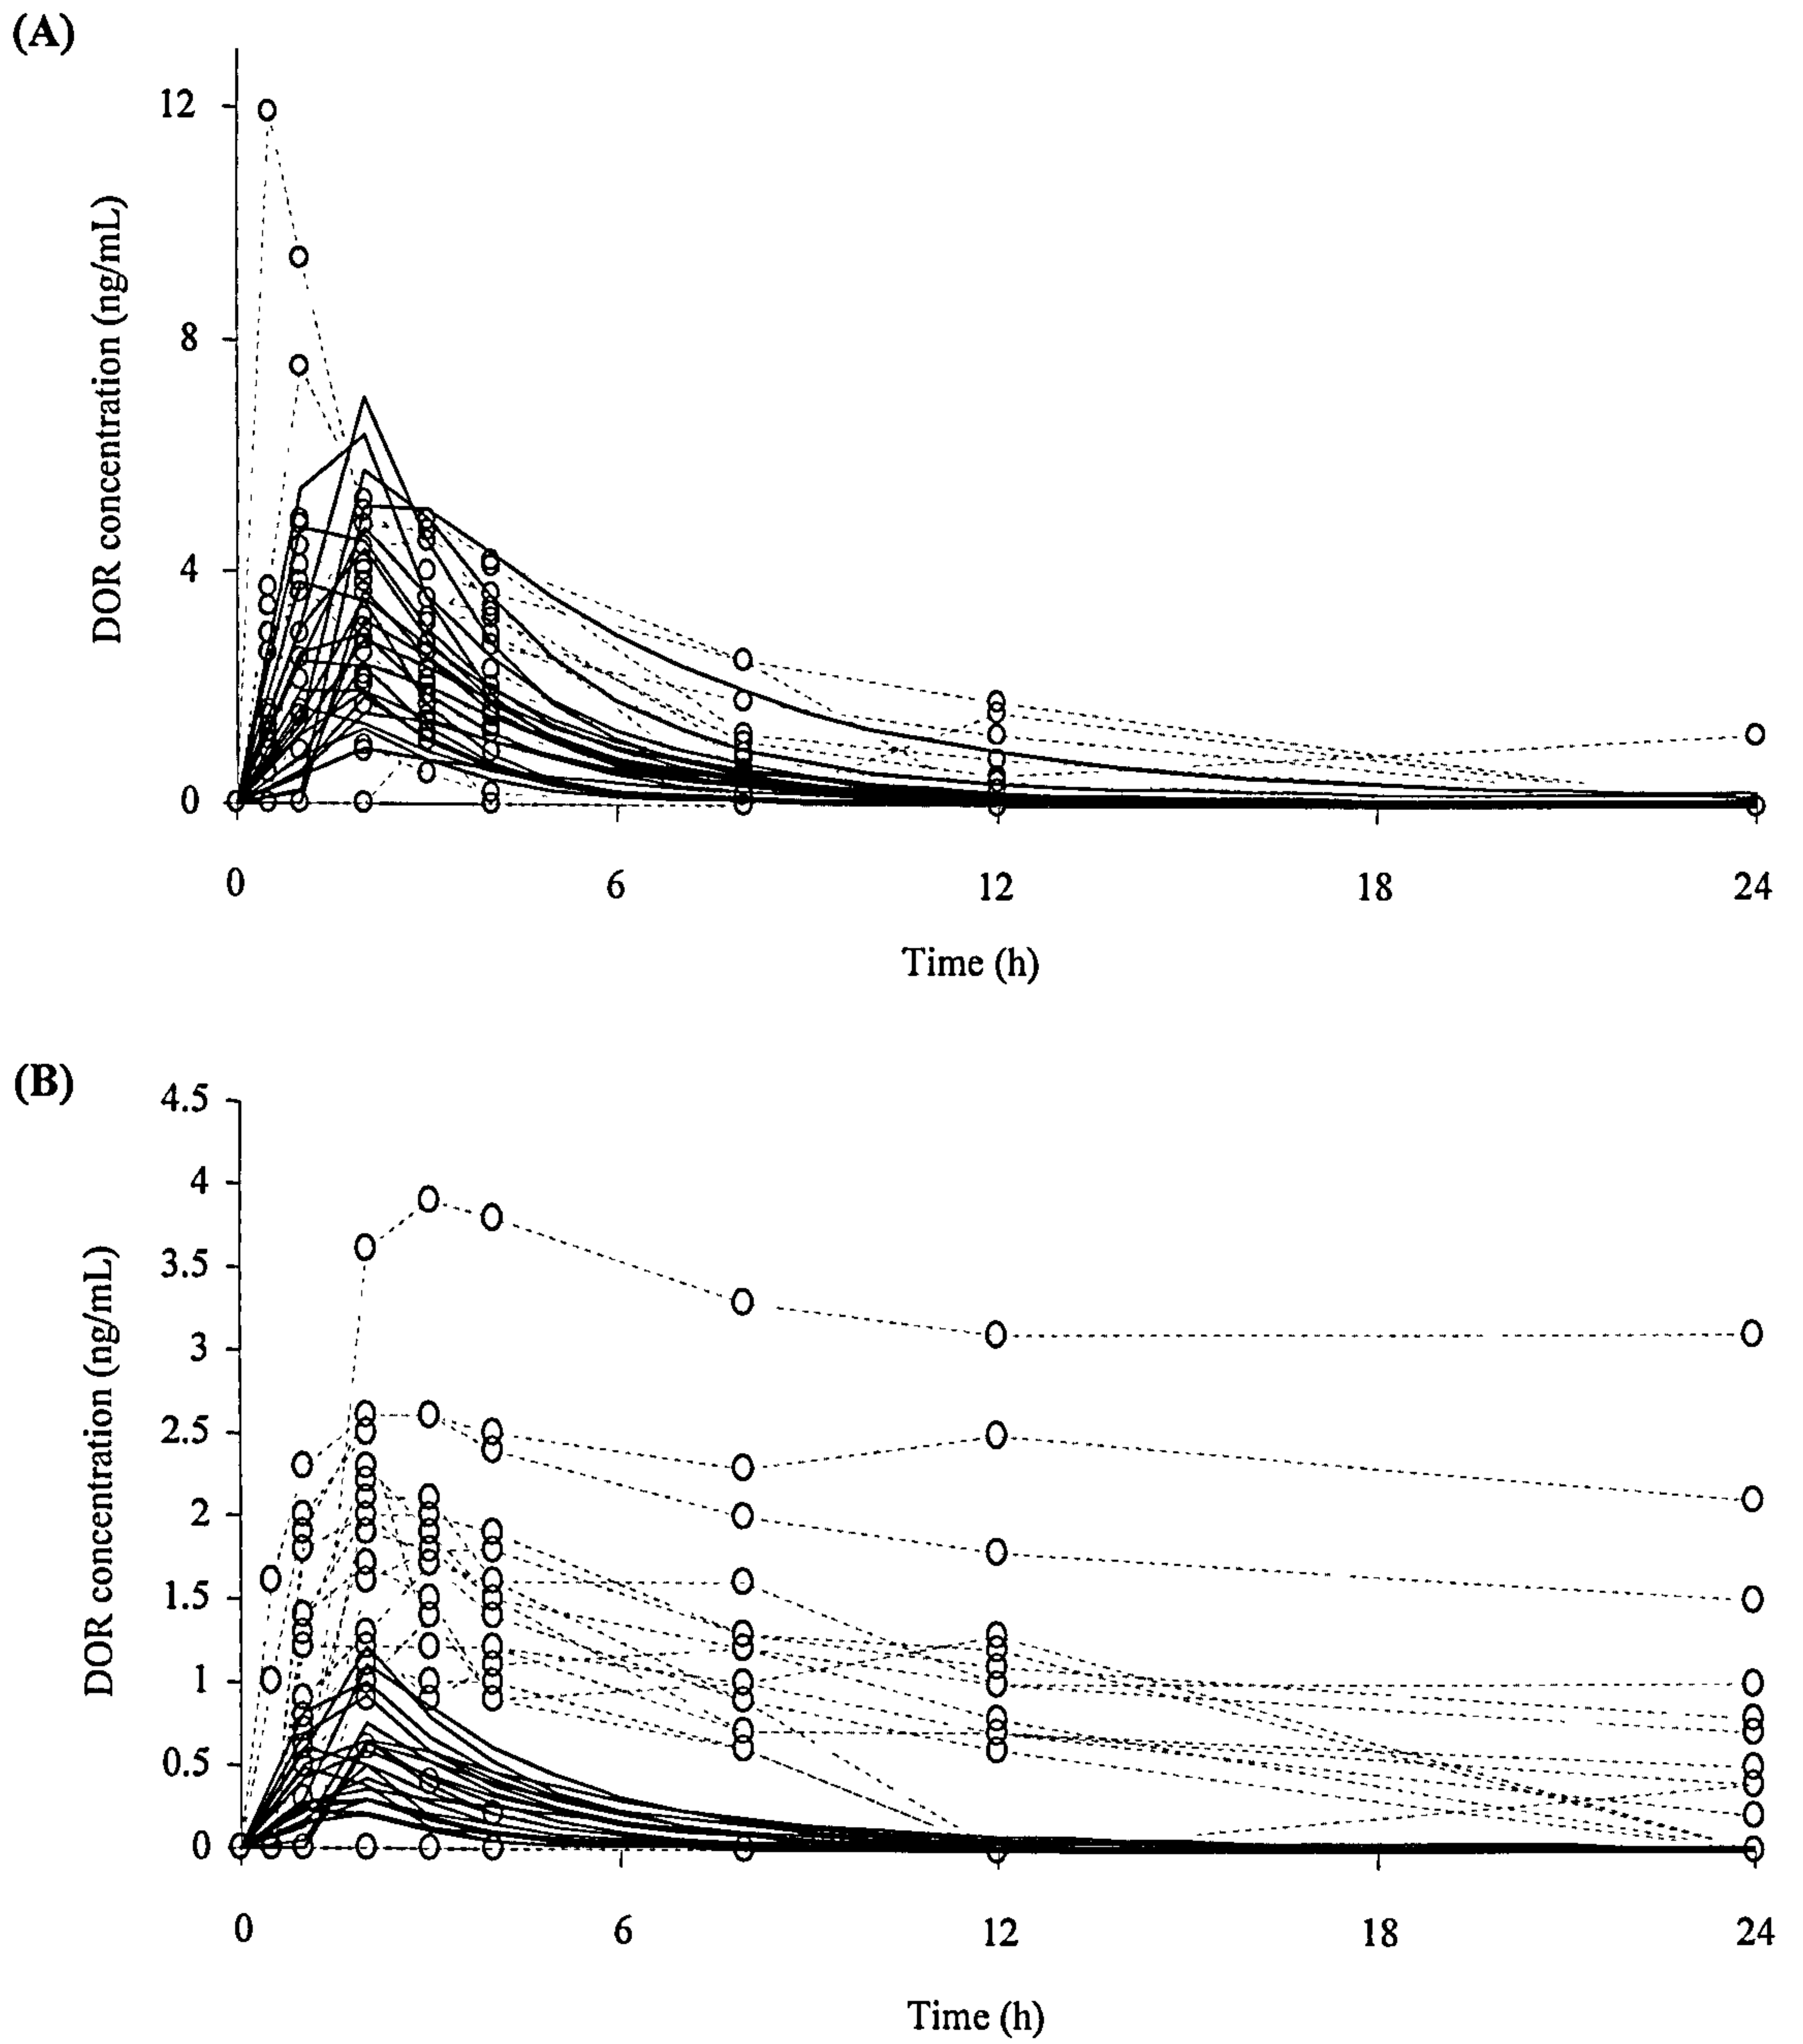 (A)
12
8
4
0
DOR concentration (ng/mL)
0 6 12 18 24
Time (h)
(B)
4.5
4
3.5
3
2.5
2
1.5
1
0.5
0
DOR concentration (ng/mL)
0 6 12 18 24
Time (h)